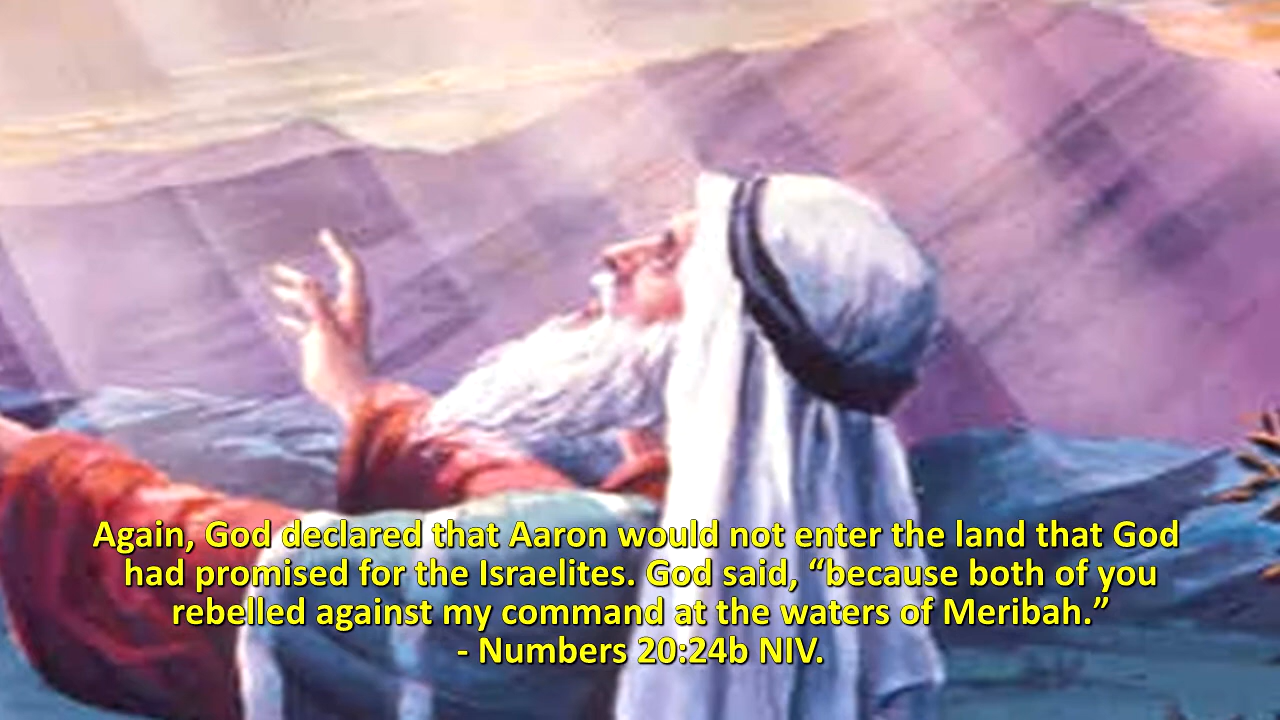 Again, God declared that Aaron would not enter the land that God
had promised for the Israelites. God said, “because both of you
rebelled against my command at the waters of Meribah.”
- Numbers 20:24b NIV.